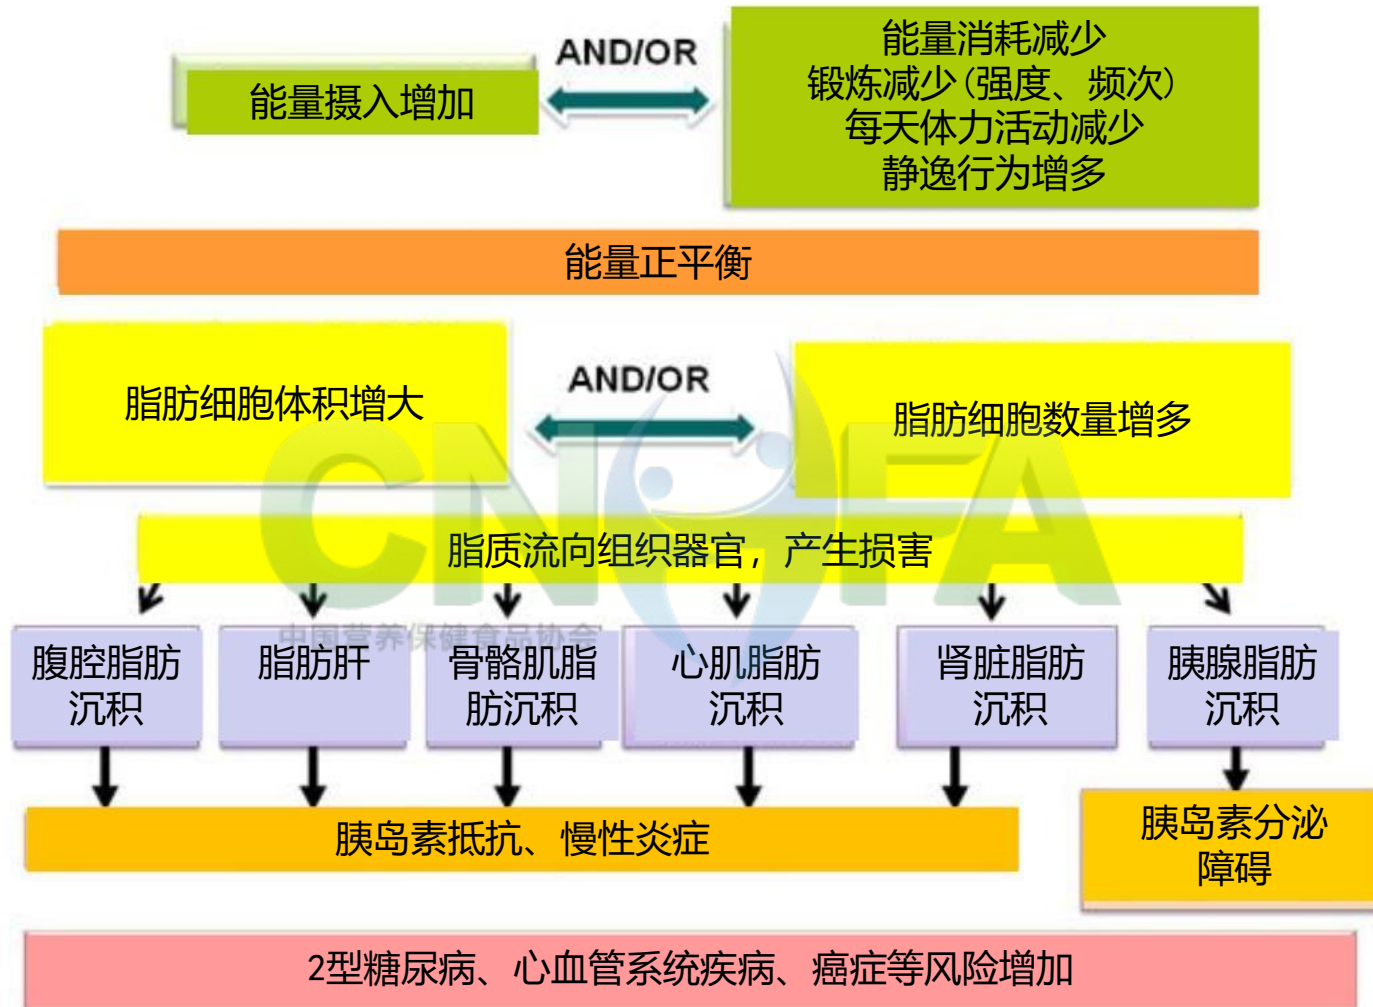 能量摄入增加
AND/OR
能量消耗减少
锻炼减少(强度、频次)
每天体力活动减少
静逸行为增多
能量正平衡
脂肪细胞体积增大
AND/OR
脂肪细胞数量增多
CNHFA
脂质流向组织器官，产生损害
中国营养保健食品协会
腹腔脂肪
沉积
脂肪肝
骨骼肌脂
肪沉积
心肌脂肪
沉积
肾脏脂肪
沉积
胰腺脂肪
沉积
胰岛素抵抗、慢性炎症
胰岛素分泌
障碍
2型糖尿病、心血管系统疾病、癌症等风险增加